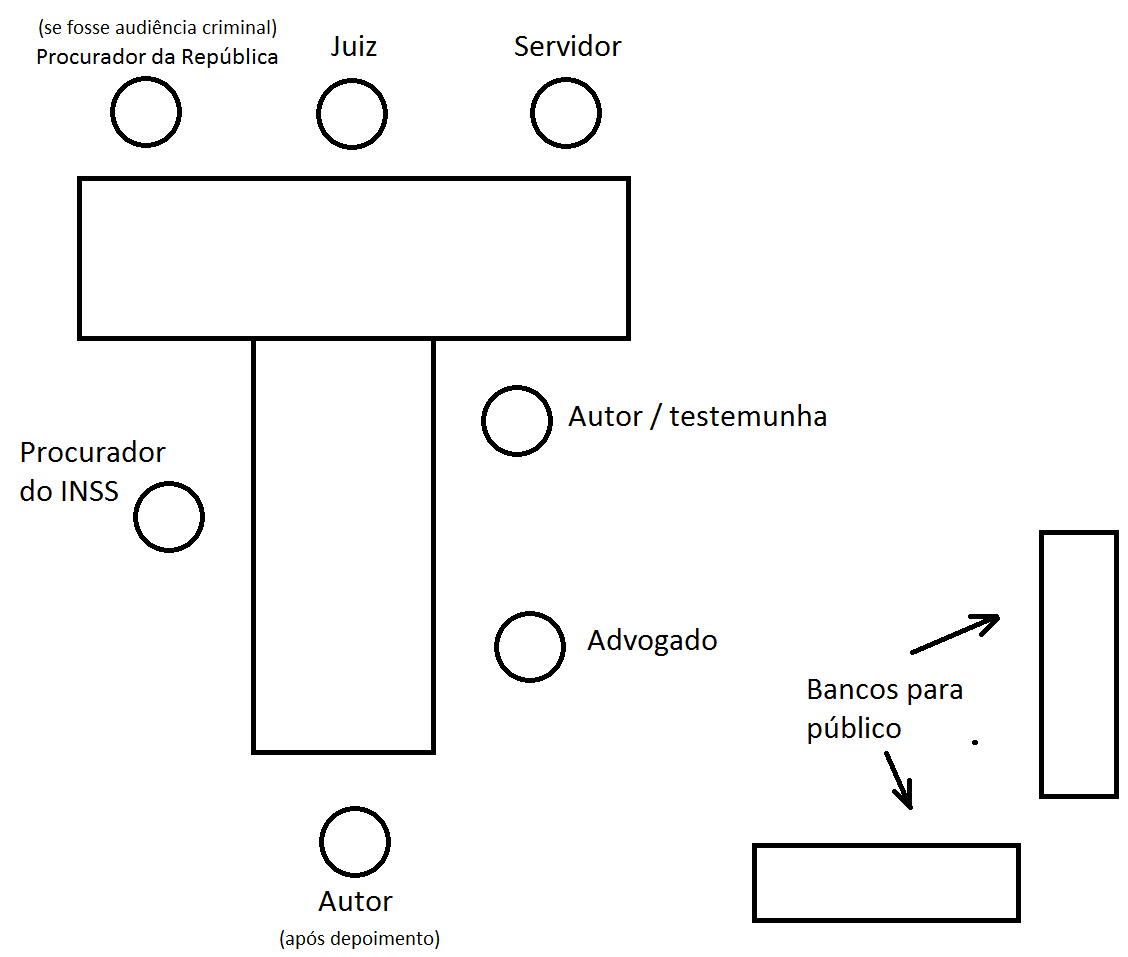 (se fosse audiência criminal)
Procurador da República
Juiz
Servidor
Autor / testemunha
Procurador
do INSS
Advogado
Bancos para
público
Autor
(após depoimento)